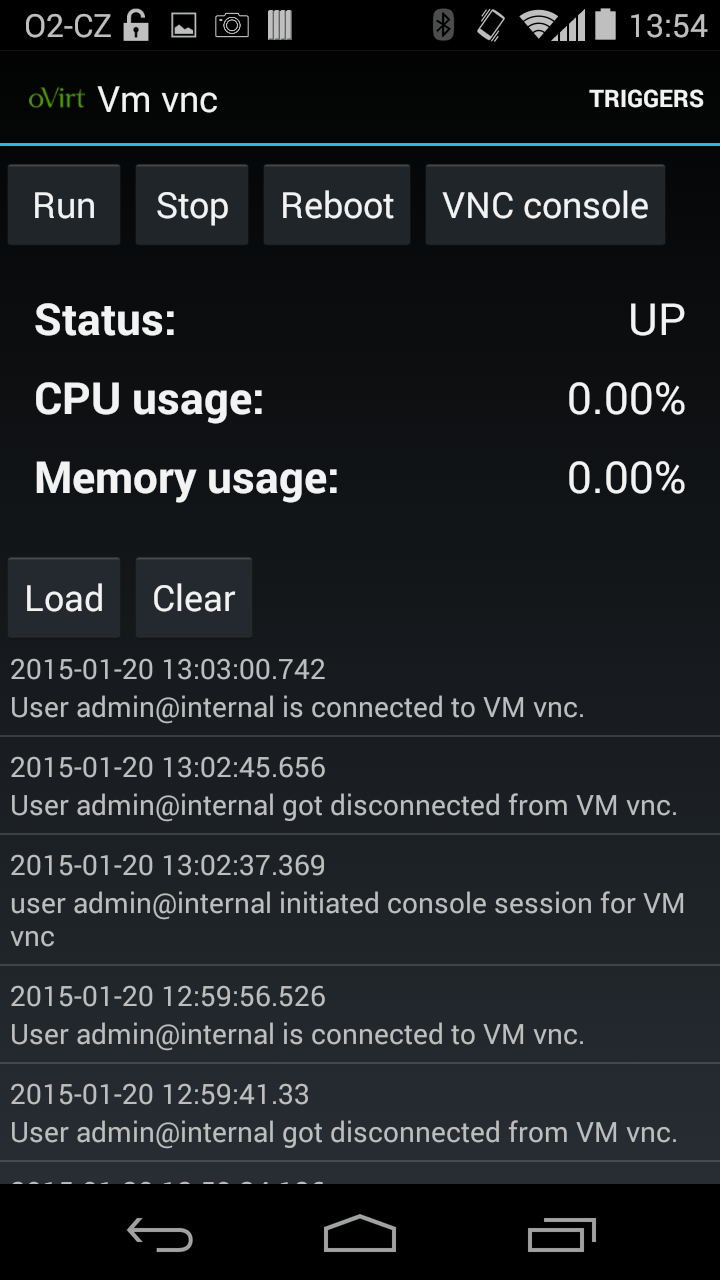 O2-CZ 13:54
oVirt Vm vnc TRIGGERS
Run Stop Reboot VNC console
Status: UP
CPU usage: 0.00%
Memory usage: 0.00%
Load Clear
2015-01-20 13:03:00.742
User admin@internal is connected to VM vnc.
2015-01-20 13:02:45.656
User admin@internal got disconnected from VM vnc.
2015-01-20 13:02:37.369
user admin@internal initiated console session for VM
vnc
2015-01-20 12:59:56.526
User admin@internal is connected to VM vnc.
2015-01-20 12:59:41.33
User admin@internal got disconnected from VM vnc.